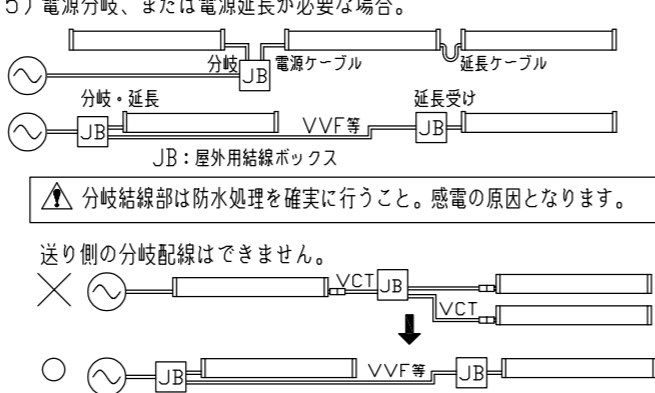 5）電源分岐、または電源延長が必要な場合。
分岐 JB 電源ケーブル 延長ケーブル
分岐・延長 延長受け
JB VVF等 JB
JB：屋外用結線ボックス
分岐結線部は防水処理を確実に行うこと。感電の原因となります。
送り側の分岐配線はできません。
VCT JB
VCT
JB VVF等 JB